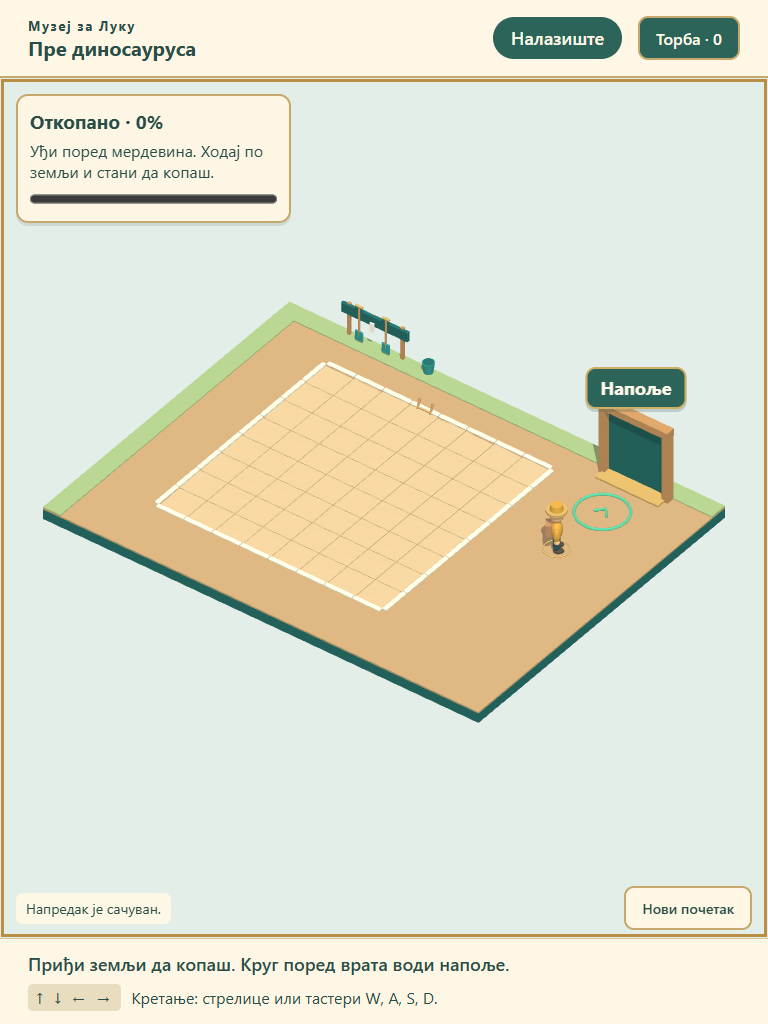 Музеј за Луку
Пре диносауруса
Налазиште
Торба · 0
Откопано · 0%
Уђи поред мердевина. Ходај по
земљи и стани да копаш.
Напоље
Напредак је сачуван.
Нови почетак
Приђи земљи да копаш. Круг поред врата води напоље.
↑ ↓ ← → Кретање: стрелице или тастери W, A, S, D.